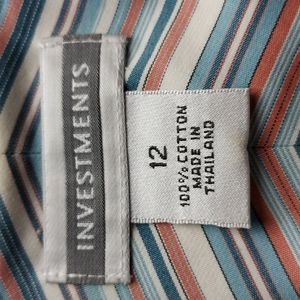 INVESTMENTS
12
100% COTTON
MADE IN
THAILAND